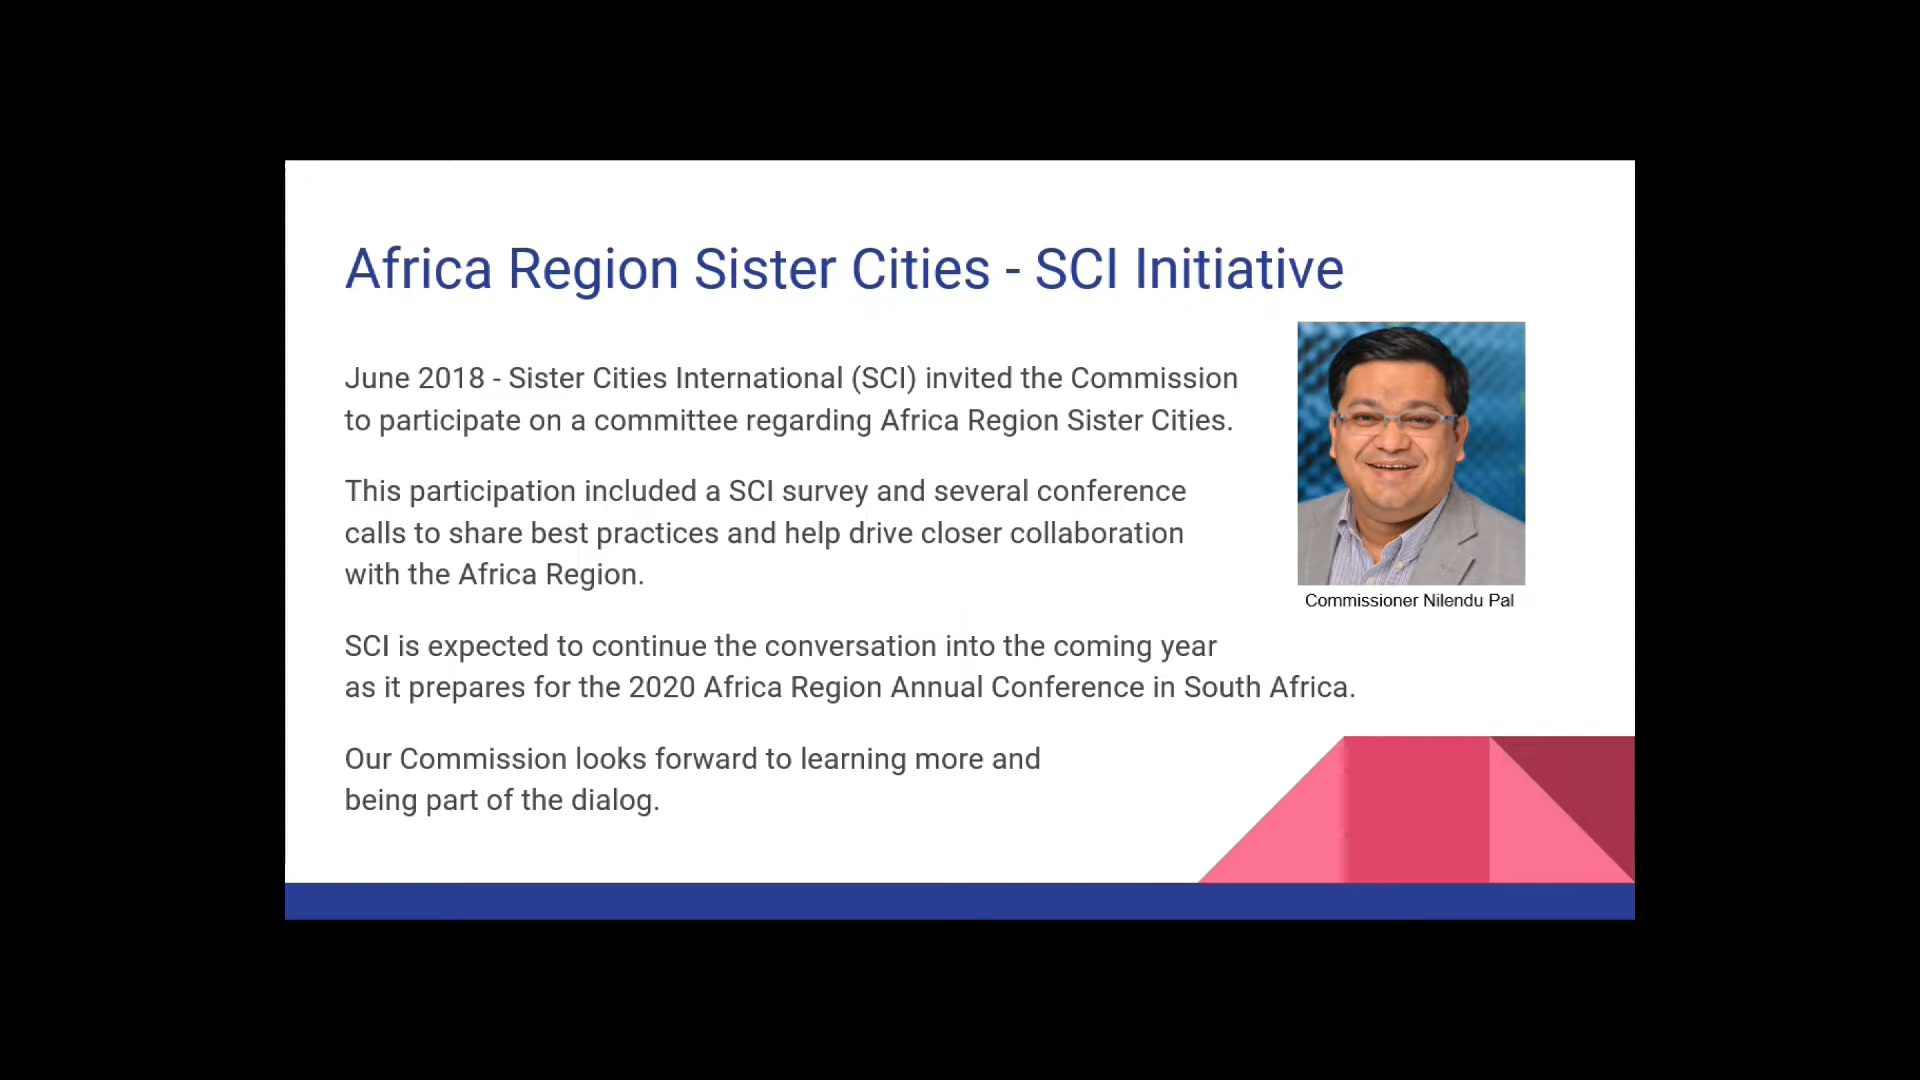 Africa Region Sister Cities - SCI Initiative
June 2018 - Sister Cities International (SCI) invited the Commission
to participate on a committee regarding Africa Region Sister Cities.
This participation included a SCI survey and several conference
calls to share best practices and help drive closer collaboration
with the Africa Region.
Commissioner Nilendu Pal
SCI is expected to continue the conversation into the coming year
as it prepares for the 2020 Africa Region Annual Conference in South Africa.
Our Commission looks forward to learning more and
being part of the dialog.